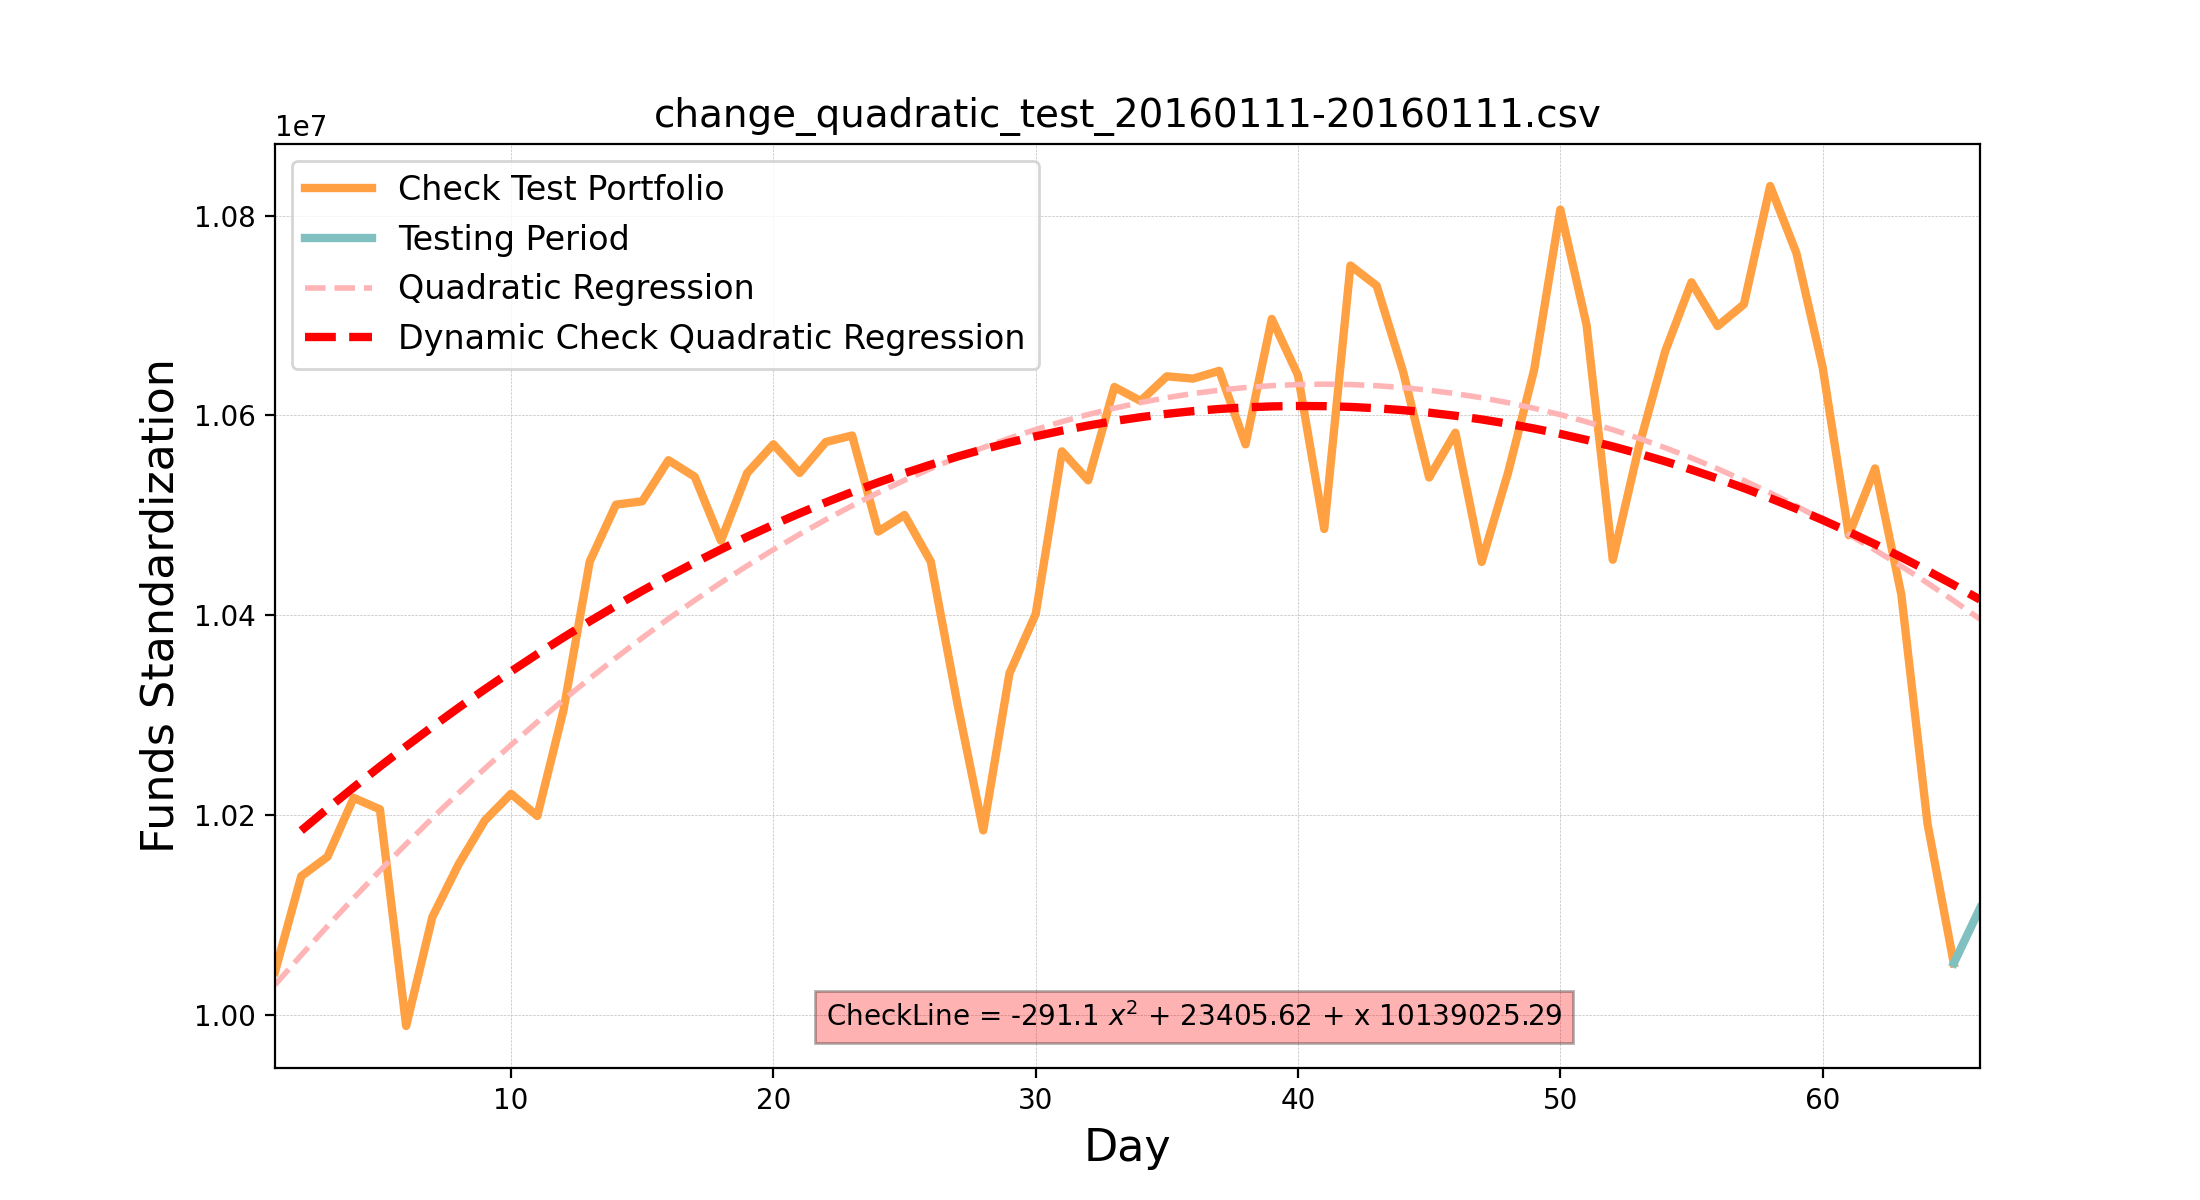 change_quadratic_test_20160111-20160111.csv
1e7
Check Test Portfolio
Testing Period
Quadratic Regression
Dynamic Check Quadratic Regression
1.08
1.06
1.04
1.02
1.00
Funds Standardization
CheckLine = -291.1 x² + 23405.62 + x 10139025.29
10 20 30 40 50 60
Day